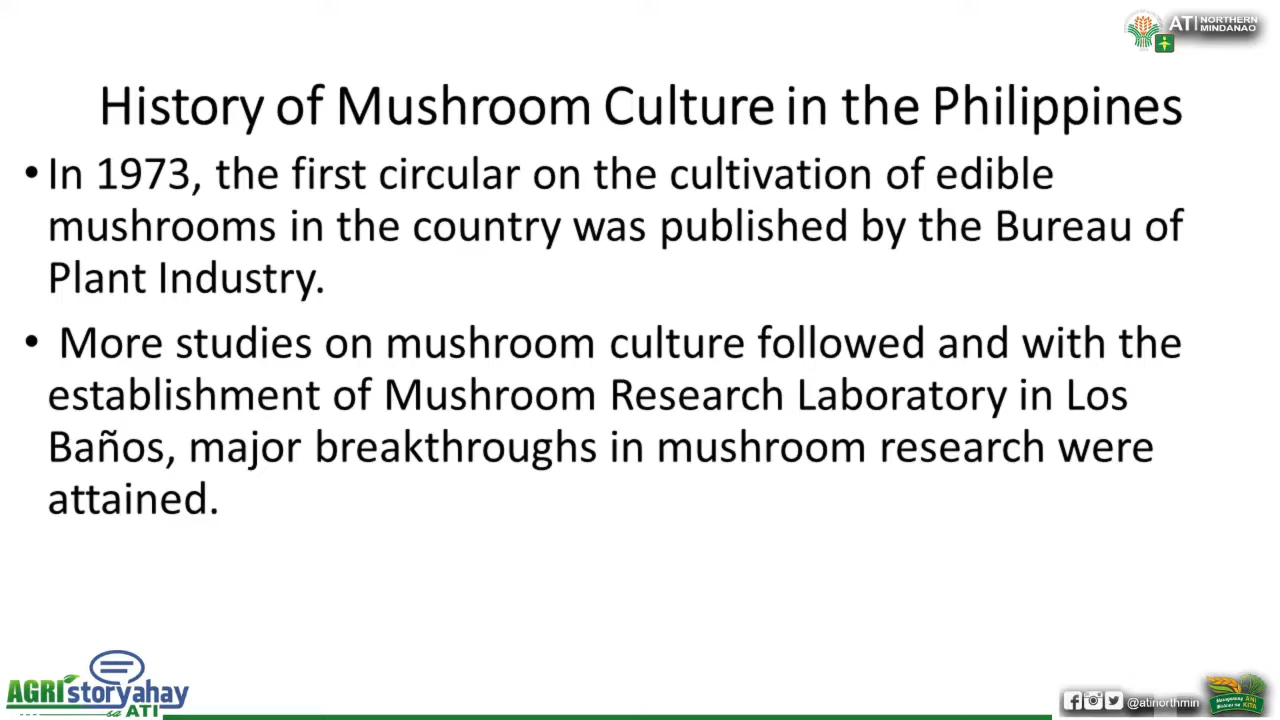 ATI NORTHERN MINDANAO
History of Mushroom Culture in the Philippines
• In 1973, the first circular on the cultivation of edible
mushrooms in the country was published by the Bureau of
Plant Industry.
• More studies on mushroom culture followed and with the
establishment of Mushroom Research Laboratory in Los
Baños, major breakthroughs in mushroom research were
attained.
AGRIstoryahay
sa ATI
@atinorthmin
ANI
KITA